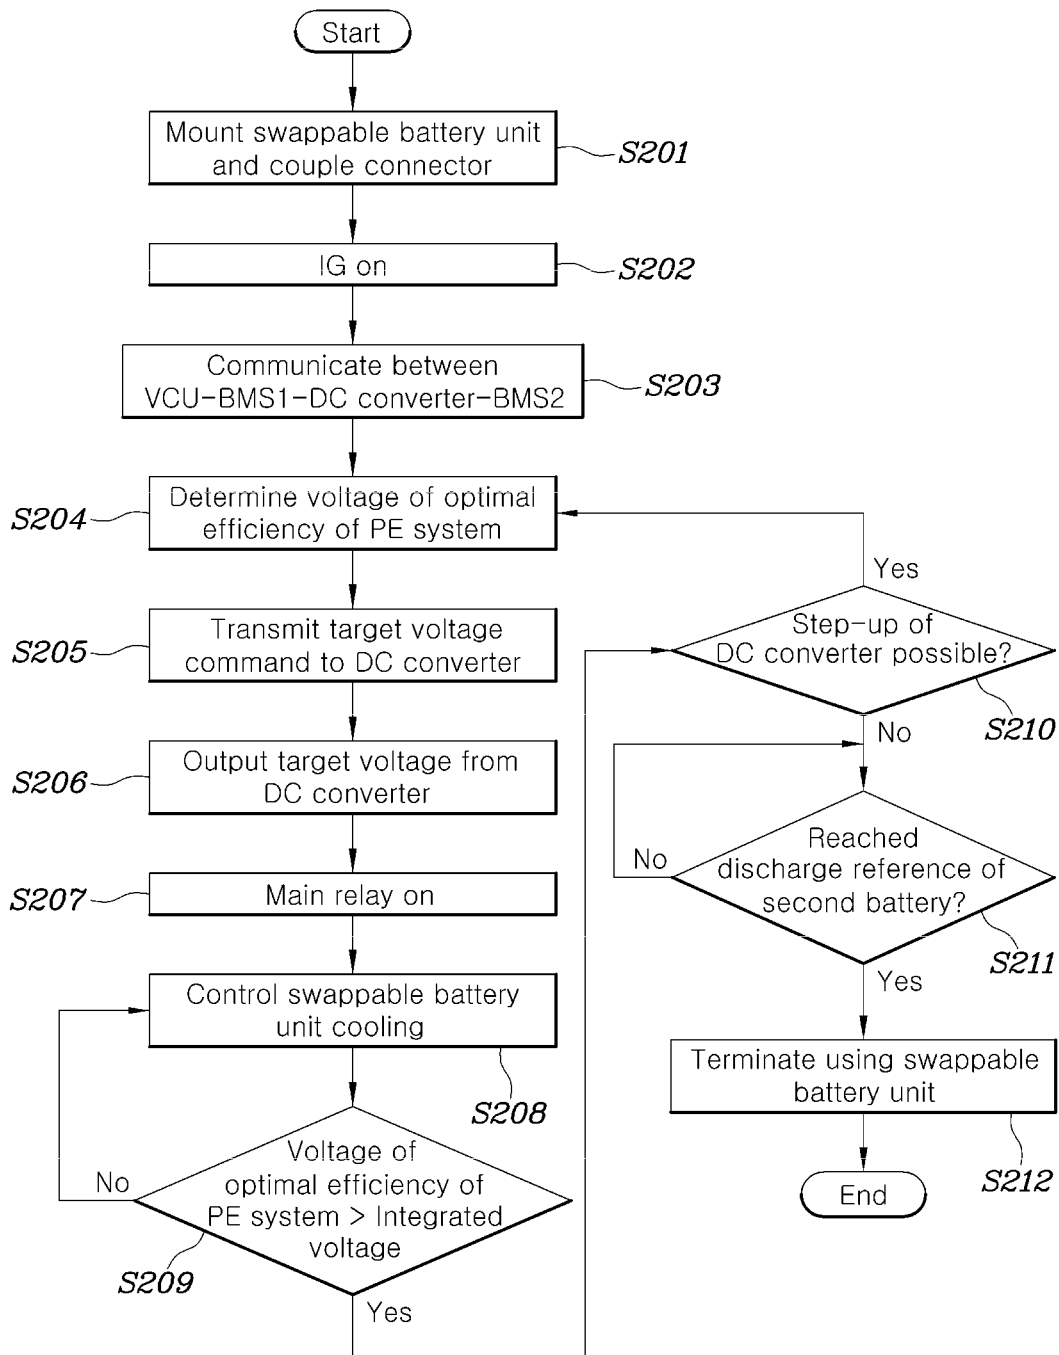 Start
Mount swappable battery unit
and couple connector
S201
IG on
S202
Communicate between
VCU-BMS1-DC converter-BMS2
S203
Determine voltage of optimal
efficiency of PE system
S204
Transmit target voltage
command to DC converter
S205
Output target voltage from
DC converter
S206
Main relay on
S207
Control swappable battery
unit cooling
S208
Voltage of
optimal efficiency of
PE system > Integrated
voltage
No
S209
Yes
Yes
Step-up of
DC converter possible?
S210
No
Reached
discharge reference of
second battery?
No
S211
Yes
Terminate using swappable
battery unit
S212
End